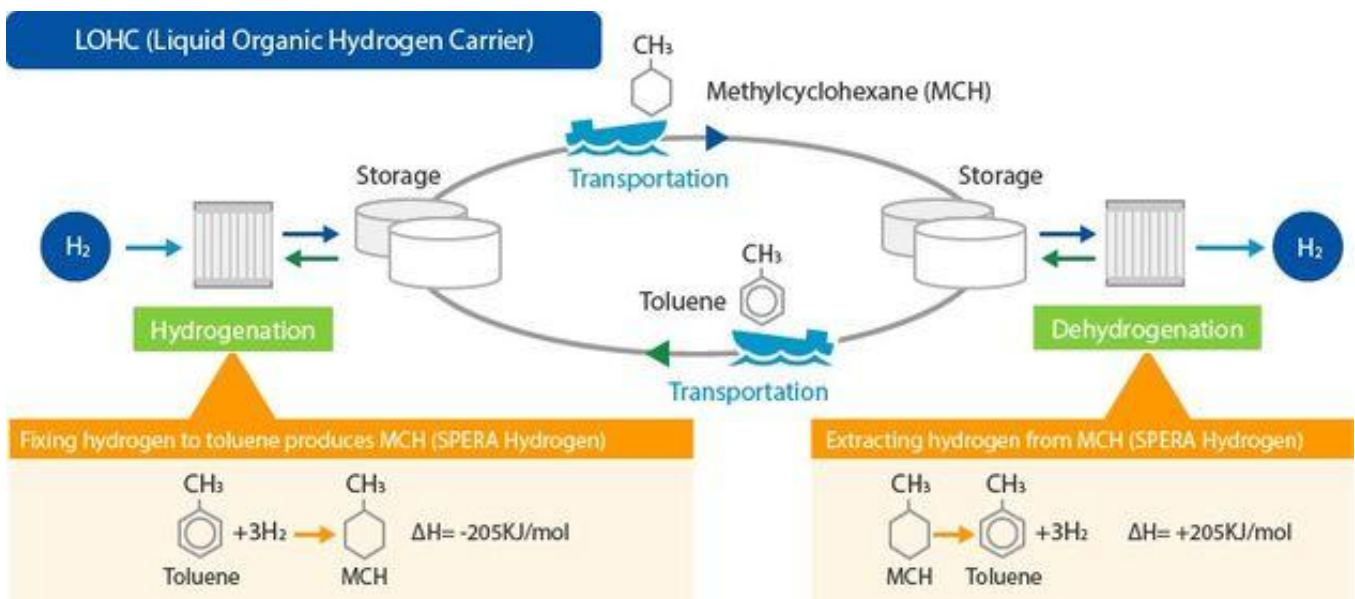 LOHC (Liquid Organic Hydrogen Carrier)
CH₃
Methylcyclohexane (MCH)
Storage
Transportation
Storage
H₂
H₂
CH₃
Toluene
Hydrogenation
Dehydrogenation
Transportation
Fixing hydrogen to toluene produces MCH (SPERA Hydrogen)
CH₃ CH₃
+3H₂ ΔH= -205KJ/mol
Toluene MCH
Extracting hydrogen from MCH (SPERA Hydrogen)
CH₃ CH₃
+3H₂ ΔH= +205KJ/mol
MCH Toluene